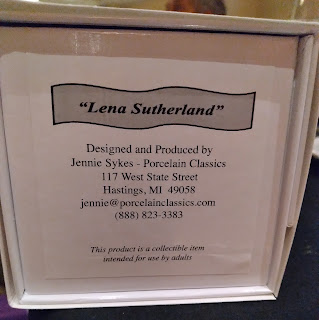 "Lena Sutherland"
Designed and Produced by
Jennie Sykes - Porcelain Classics
117 West State Street
Hastings, MI  49058
jennie@porcelainclassics.com
(888) 823-3383
This product is a collectible item
intended for use by adults